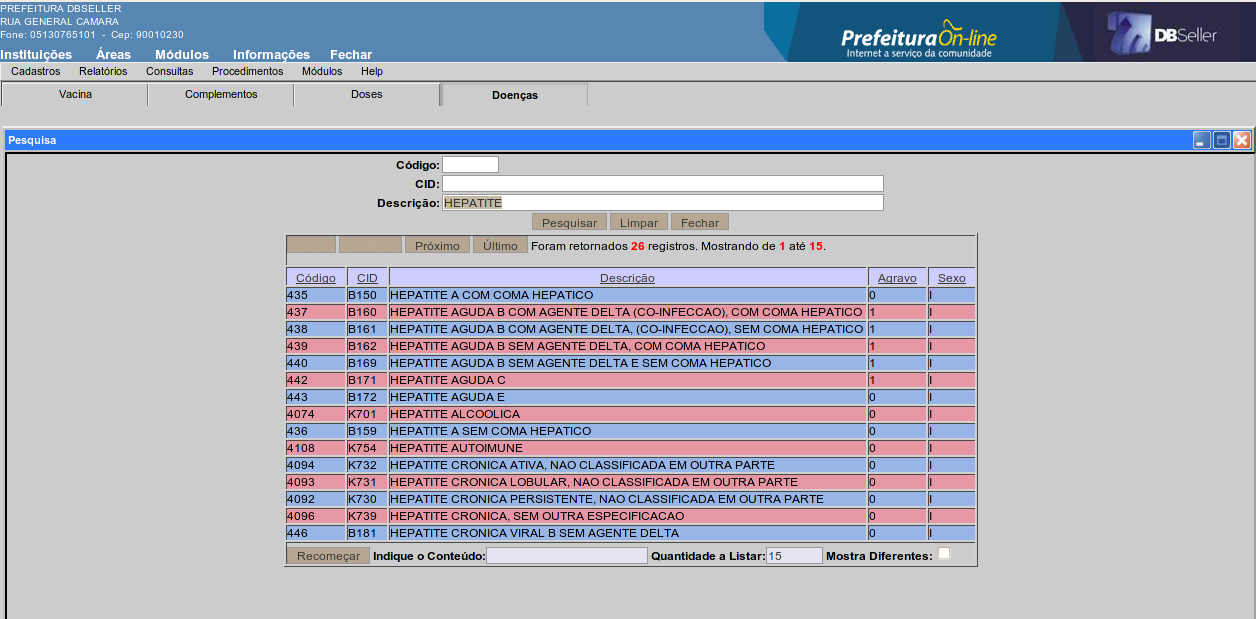 PREFEITURA DBSELLER
RUA GENERAL CAMARA
Fone: 05130765101 - Cep: 90010230
PrefeituraOn-line
Internet a serviço da comunidade
DBSeller
Instituições Áreas Módulos Informações Fechar
Cadastros Relatórios Consultas Procedimentos Módulos Help
Vacina Complementos Doses Doenças
Pesquisa
Código:
CID:
Descrição: HEPATITE
Pesquisar Limpar Fechar
Próximo Último Foram retornados 26 registros. Mostrando de 1 até 15.
Código CID Descrição Agravo Sexo
435 B150 HEPATITE A COM COMA HEPATICO 0 I
437 B160 HEPATITE AGUDA B COM AGENTE DELTA (CO-INFECCAO), COM COMA HEPATICO 1 I
438 B161 HEPATITE AGUDA B COM AGENTE DELTA, (CO-INFECCAO), SEM COMA HEPATICO 1 I
439 B162 HEPATITE AGUDA B SEM AGENTE DELTA, COM COMA HEPATICO 1 I
440 B169 HEPATITE AGUDA B SEM AGENTE DELTA E SEM COMA HEPATICO 1 I
442 B171 HEPATITE AGUDA C 1 I
443 B172 HEPATITE AGUDA E 0 I
4074 K701 HEPATITE ALCOOLICA 0 I
436 B159 HEPATITE A SEM COMA HEPATICO 0 I
4108 K754 HEPATITE AUTOIMUNE 0 I
4094 K732 HEPATITE CRONICA ATIVA, NAO CLASSIFICADA EM OUTRA PARTE 0 I
4093 K731 HEPATITE CRONICA LOBULAR, NAO CLASSIFICADA EM OUTRA PARTE 0 I
4092 K730 HEPATITE CRONICA PERSISTENTE, NAO CLASSIFICADA EM OUTRA PARTE 0 I
4096 K739 HEPATITE CRONICA, SEM OUTRA ESPECIFICACAO 0 I
446 B181 HEPATITE CRONICA VIRAL B SEM AGENTE DELTA 0 I
Recomeçar Indique o Conteúdo: Quantidade a Listar: 15 Mostra Diferentes: